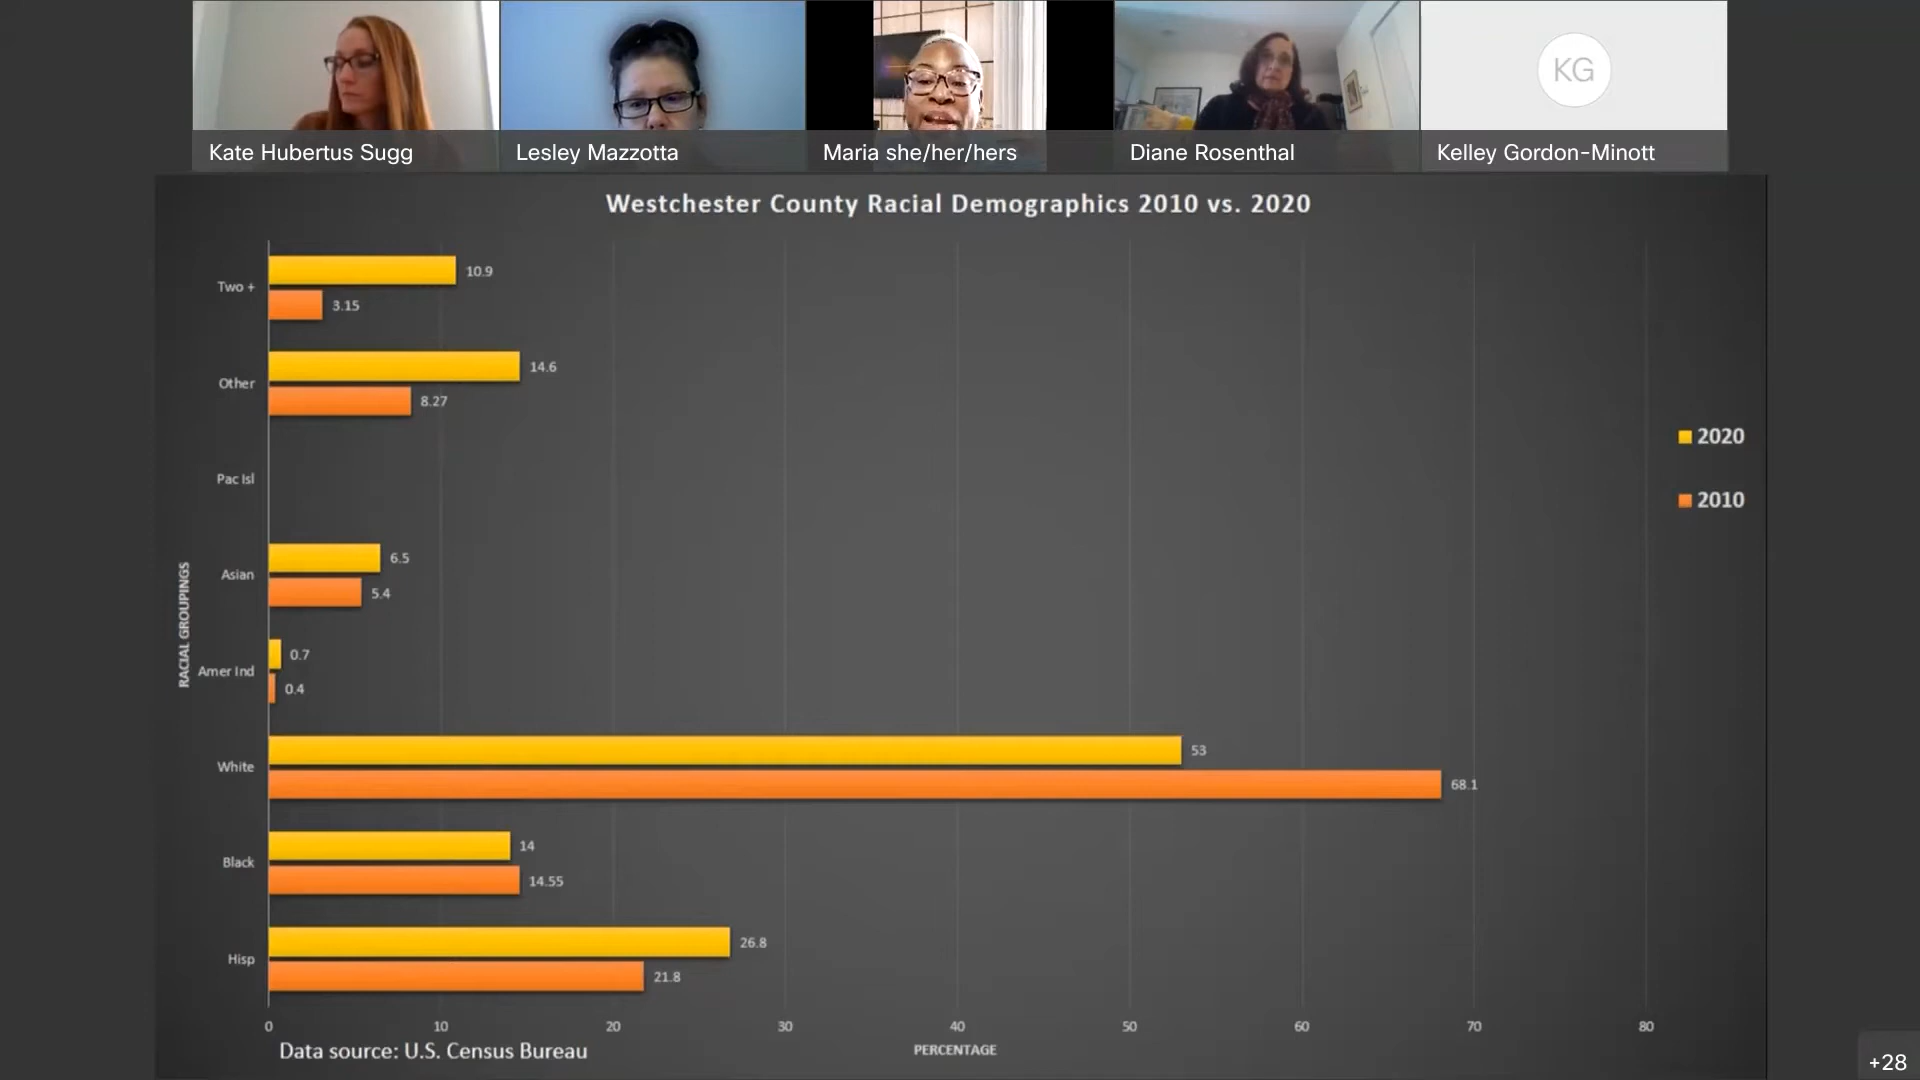 Kate Hubertus Sugg
Lesley Mazzotta
Maria she/her/hers
Diane Rosenthal
KG
Kelley Gordon-Minott
Westchester County Racial Demographics 2010 vs. 2020
Two +
10.9
3.15
Other
14.6
8.27
Pac Isl
Asian
6.5
5.4
Amer Ind
0.7
0.4
White
53
68.1
Black
14
14.55
Hisp
26.8
21.8
RACIAL GROUPINGS
2020
2010
0 10 20 30 40 50 60 70 80
PERCENTAGE
Data source: U.S. Census Bureau
+28